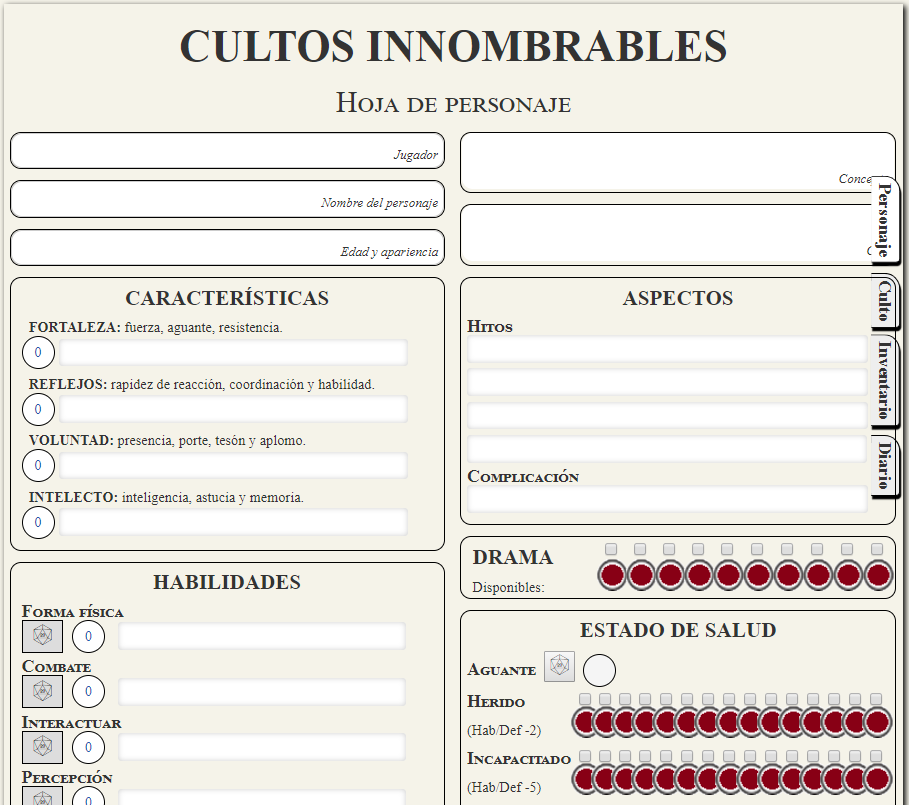 CULTOS INNOMBRABLES
Hoja de personaje
Jugador
Nombre del personaje
Edad y apariencia
CARACTERÍSTICAS
FORTALEZA: fuerza, aguante, resistencia.
0
REFLEJOS: rapidez de reacción, coordinación y habilidad.
0
VOLUNTAD: presencia, porte, tesón y aplomo.
0
INTELECTO: inteligencia, astucia y memoria.
0
HABILIDADES
Forma física
0
Combate
0
Interactuar
0
Percepción
0
ASPECTOS
Hitos
Complicación
DRAMA
Disponibles:
ESTADO DE SALUD
Aguante
Herido
(Hab/Def -2)
Incapacitado
(Hab/Def -5)
Personaje
Culto
Inventario
Diario